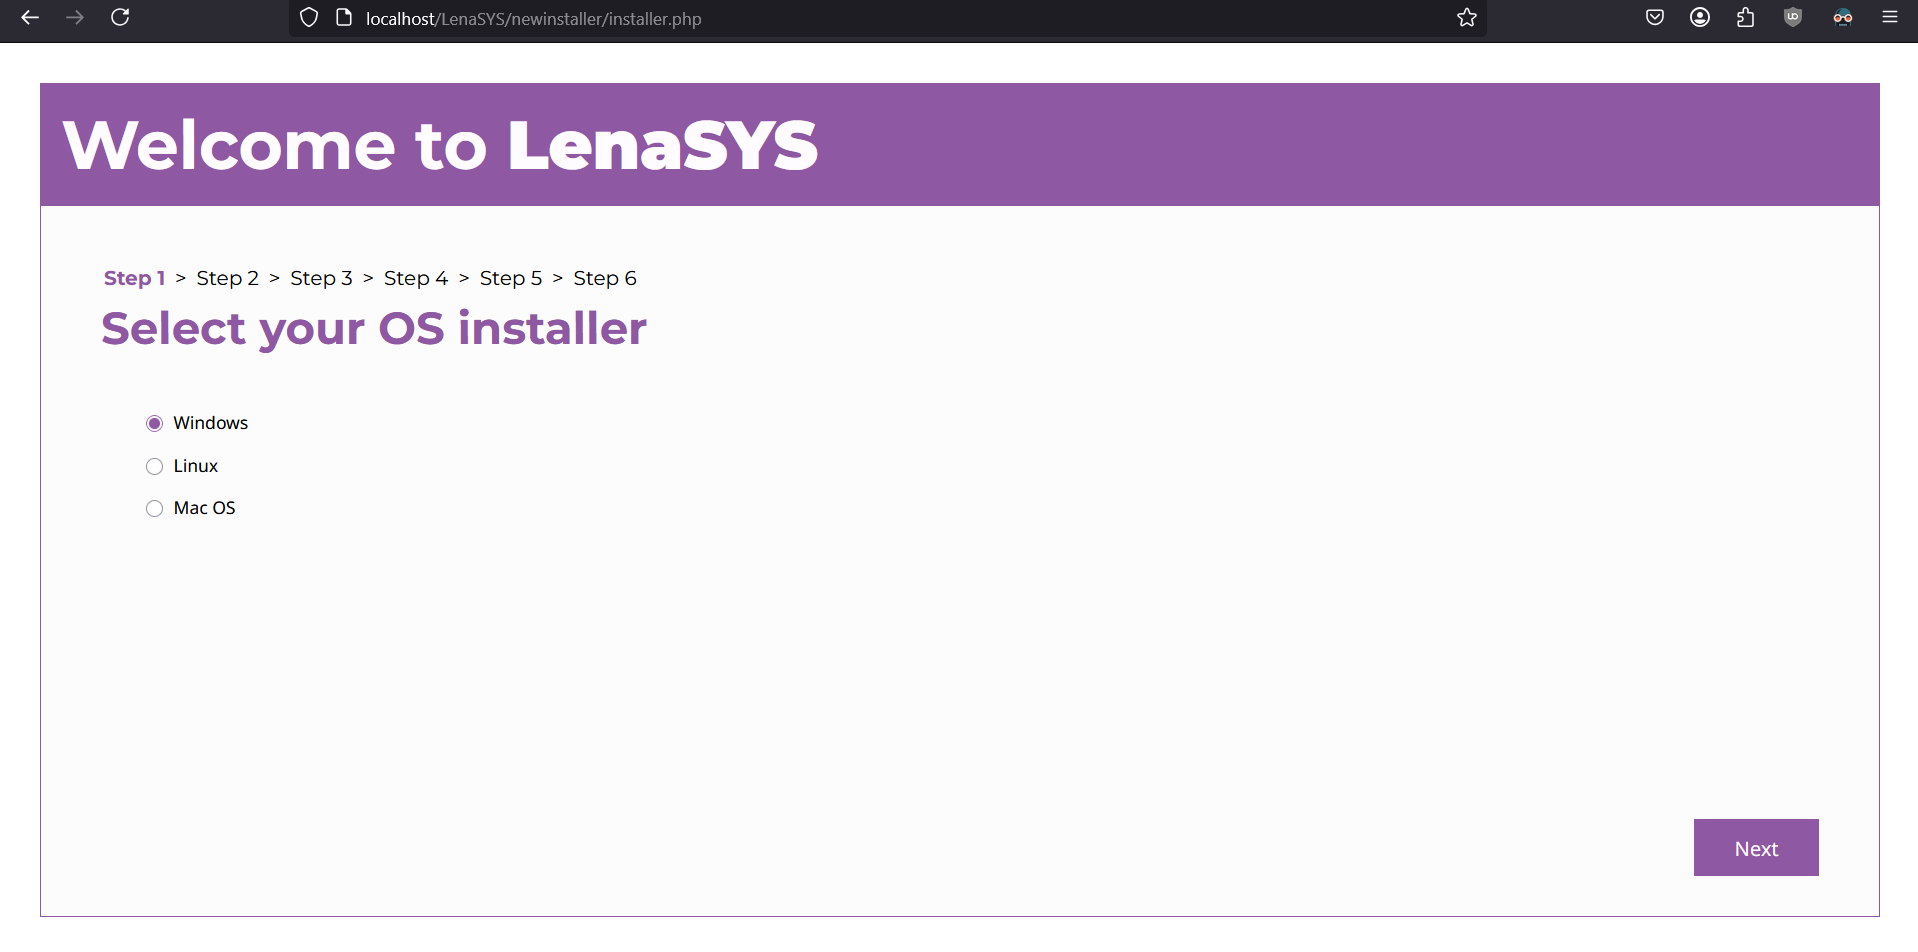 localhost/LenaSYS/newinstaller/installer.php
Welcome to LenaSYS
Step 1 > Step 2 > Step 3 > Step 4 > Step 5 > Step 6
Select your OS installer
Windows
Linux
Mac OS
Next